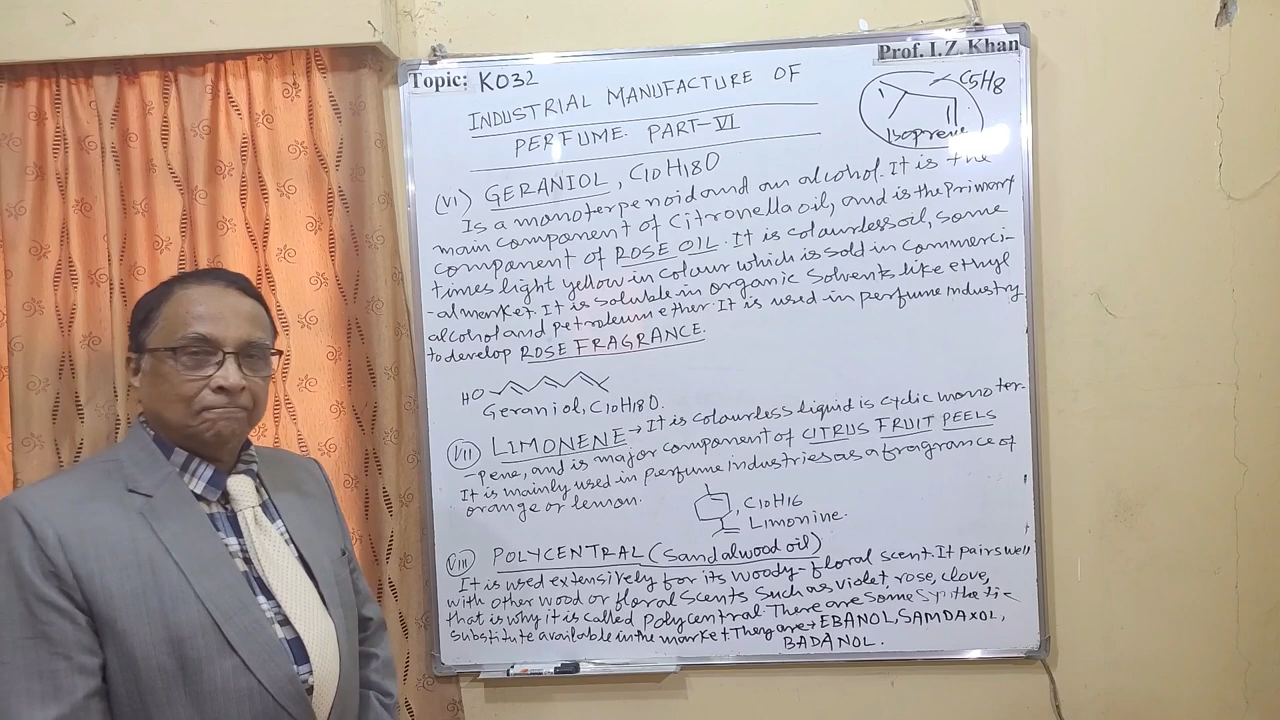 Prof. I.Z. Khan
Topic: K032
INDUSTRIAL MANUFACTURE OF
PERFUME. PART-VI
C5H8
Isoprene
(VI) GERANIOL, C10H18O
Is a manoterpenoid and an alcohol. It is the
main component of Citronella oil, and is the Primary
component of ROSE OIL. It is colourless oil, some
times light yellow in colour which is sold in commerci-
-al market. It is soluble in organic solvents like ethyl
alcohol and petroleum ether. It is used in perfume industry
to develop ROSE FRAGRANCE.
HO
Geraniol, C10H18O.
(VII) LIMONENE → It is colourless liquid is cyclic mono ter-
-pene, and is major component of CITRUS FRUIT PEELS
It is mainly used in perfume industries as a fragrance of
orange or lemon.
, C10H16
Limonine.
(VIII) POLYCENTRAL (Sandalwood oil)
It is used extensively for its woody-floral scent. It pairs well
with other wood or floral scents such as violet, rose, clove,
that is why it is called polycentral. There are some
substitute available in the market. They are → EBANOL, SAMDAXOL,
BADANOL.